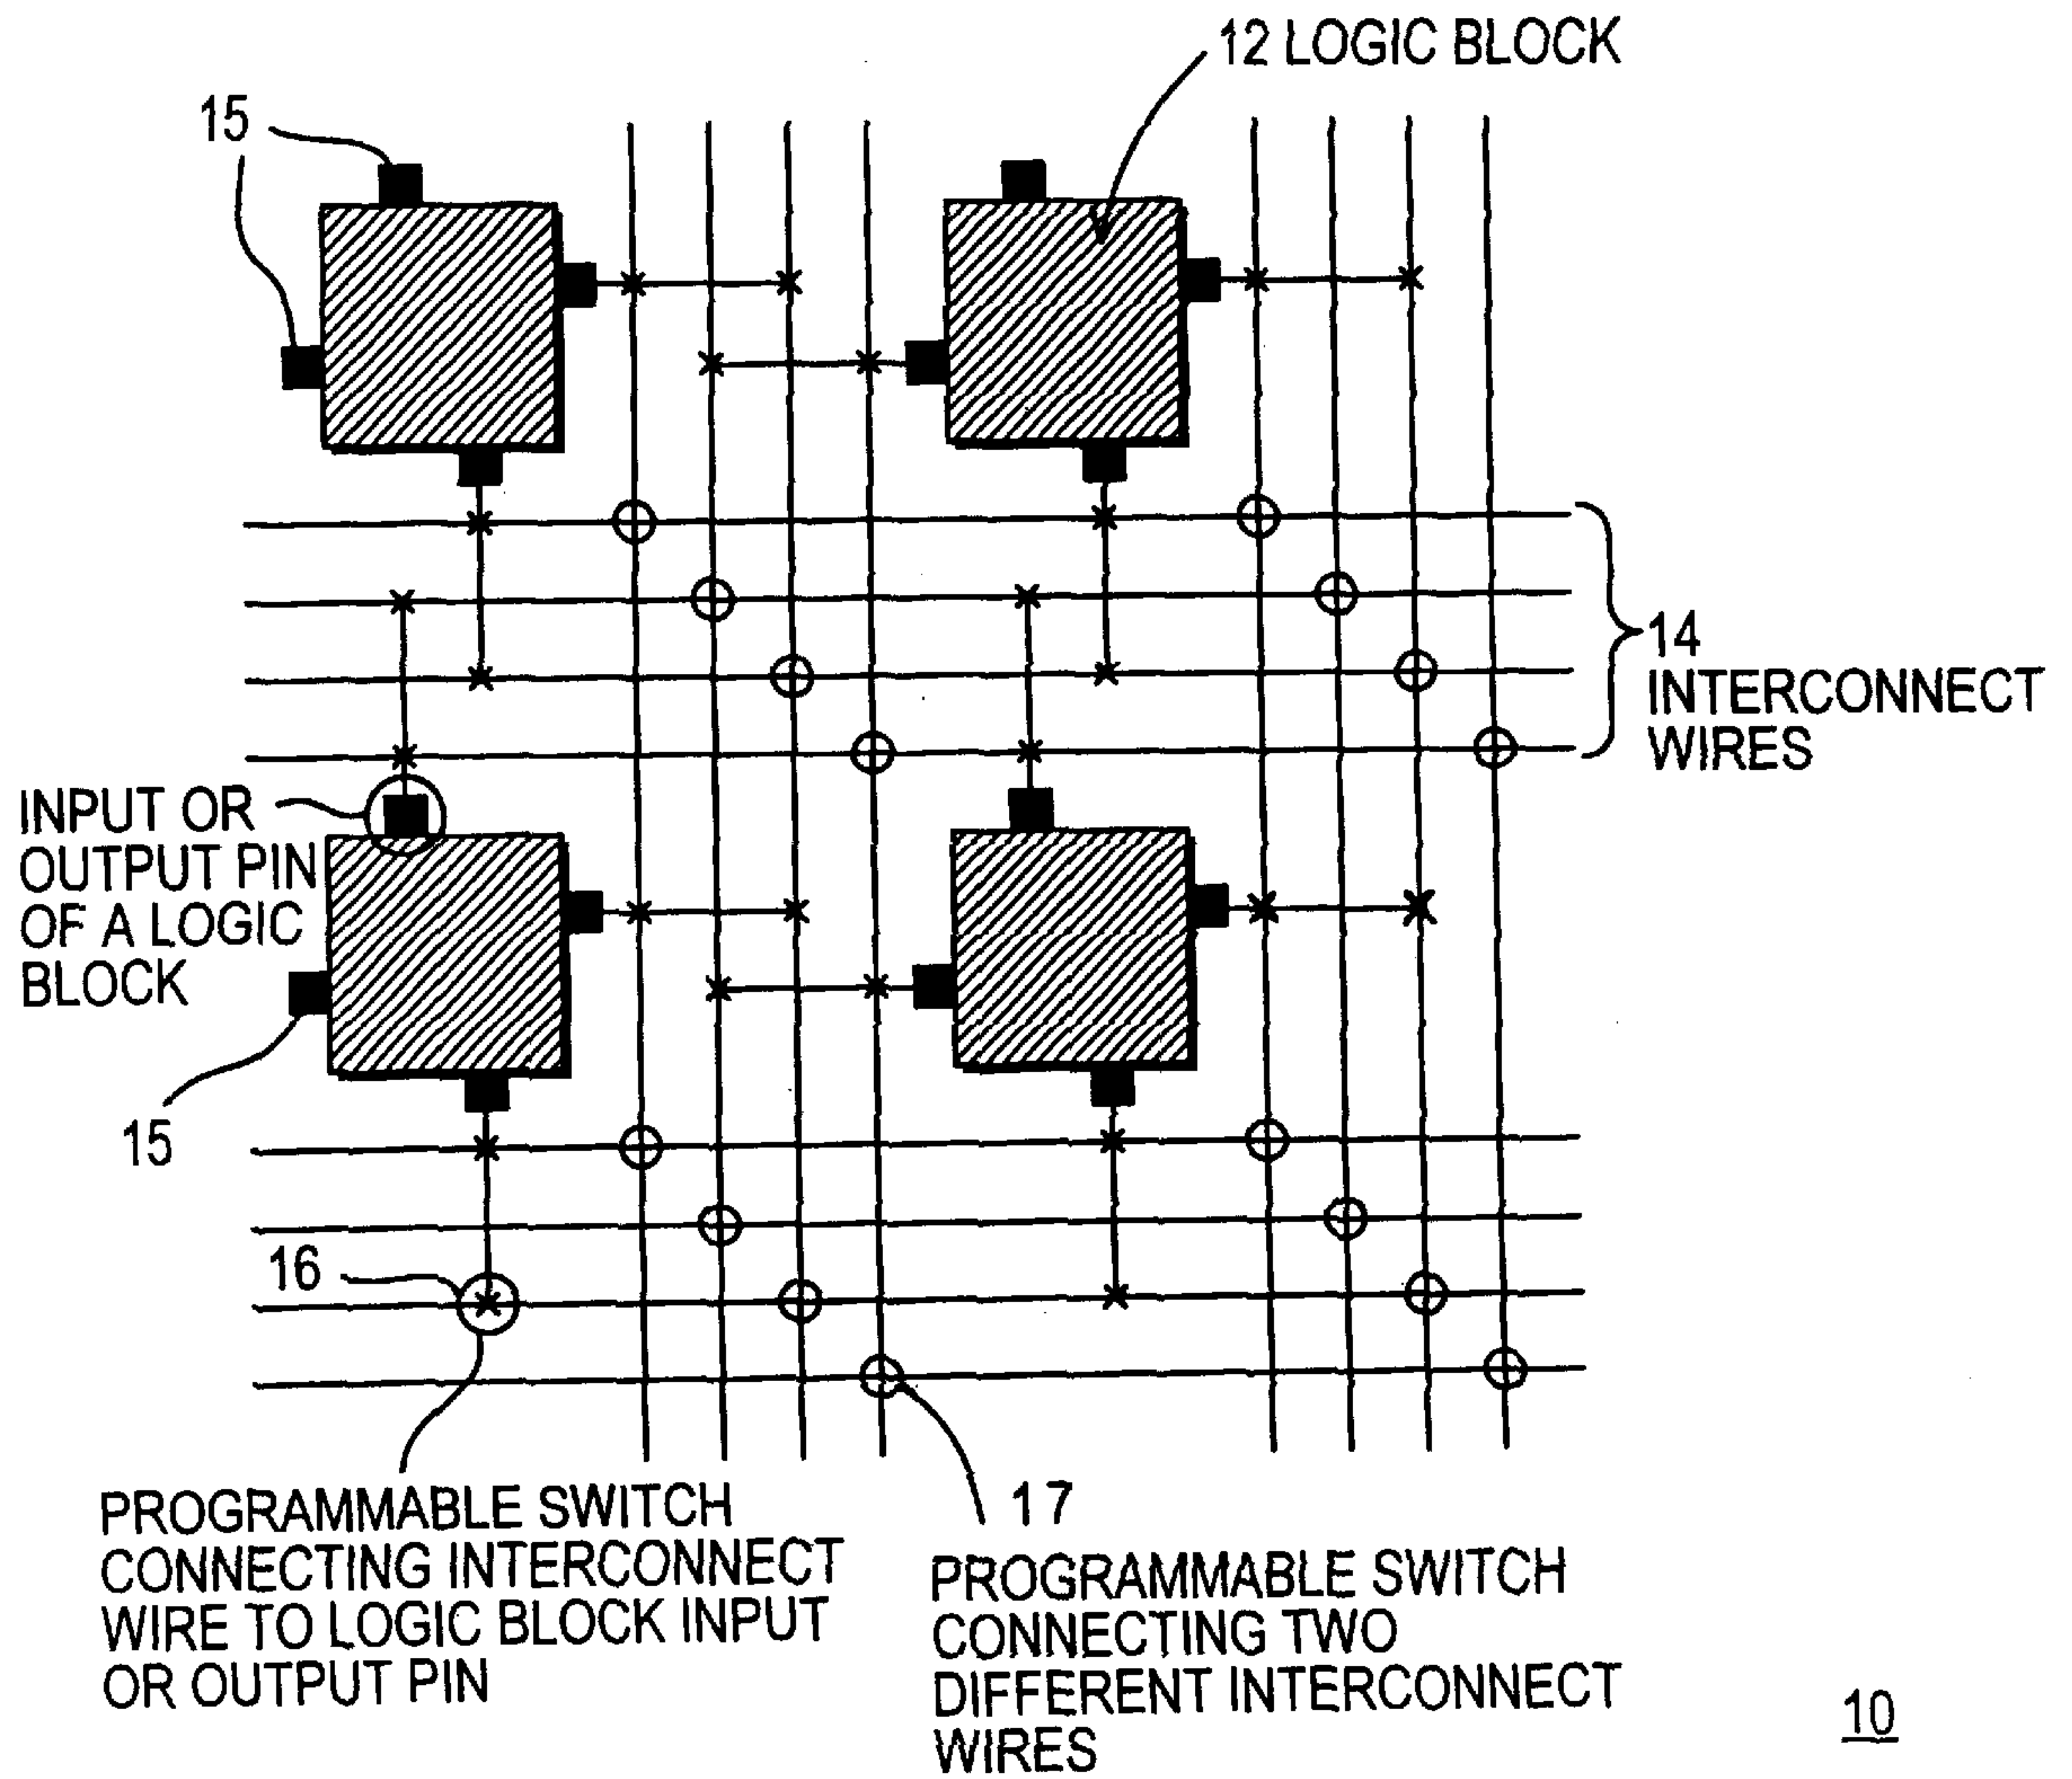 12 LOGIC BLOCK
15
14
INTERCONNECT
WIRES
INPUT OR
OUTPUT PIN
OF A LOGIC
BLOCK
15
16
17
PROGRAMMABLE SWITCH
CONNECTING INTERCONNECT
WIRE TO LOGIC BLOCK INPUT
OR OUTPUT PIN
PROGRAMMABLE SWITCH
CONNECTING TWO
DIFFERENT INTERCONNECT
WIRES
10